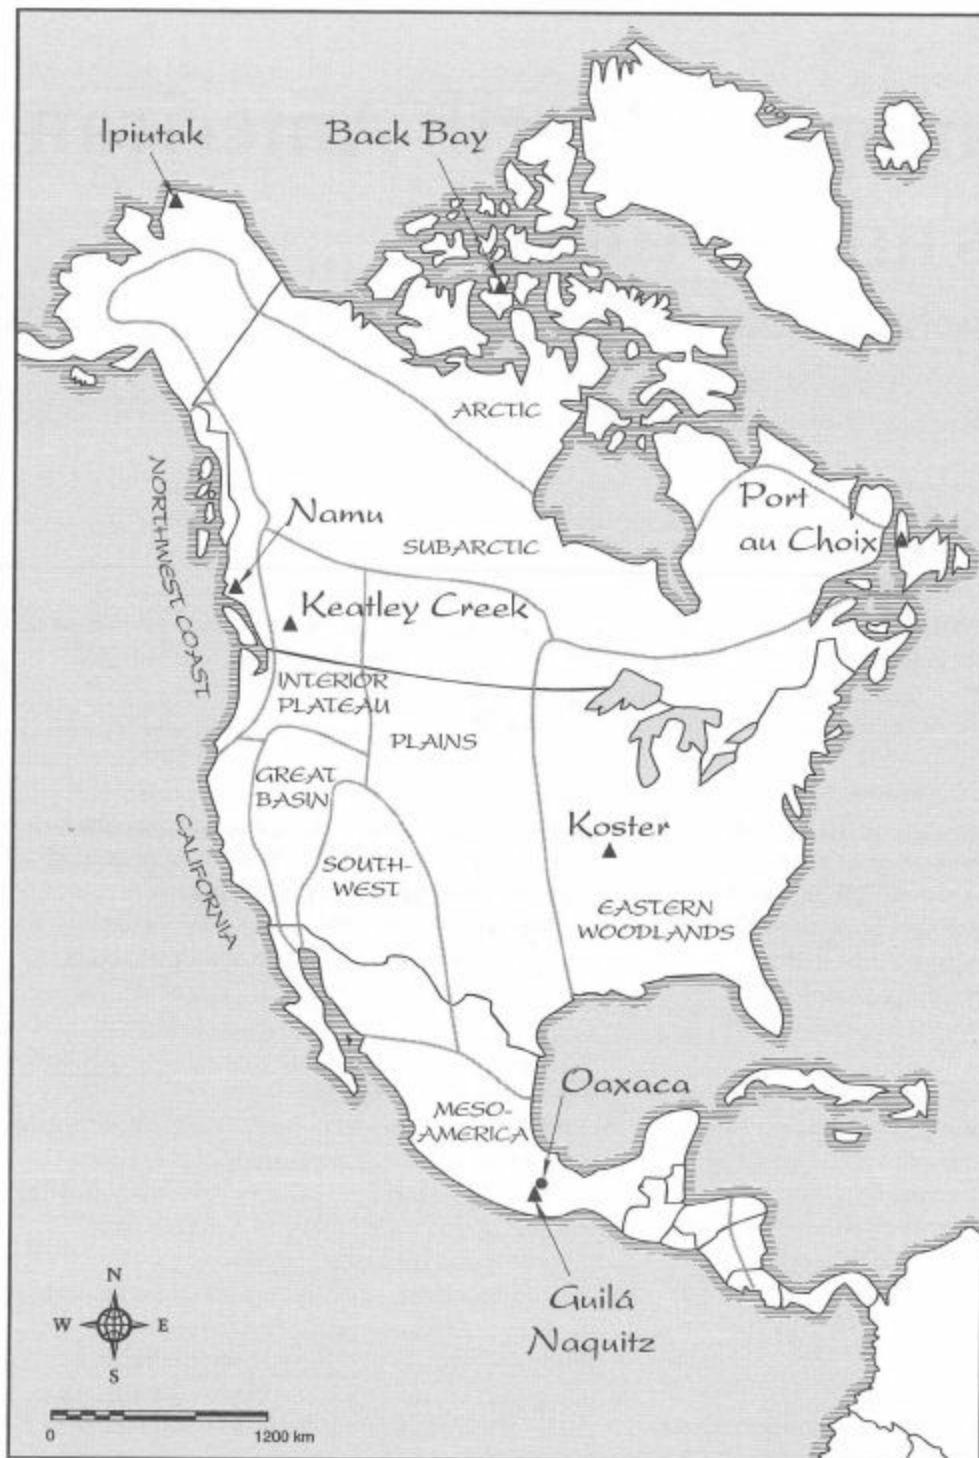 Ipiutak
Back Bay
ARCTIC
NORTHWEST COAST
Namu
Port
au Choix
SUBARCTIC
Keatley Creek
INTERIOR
PLATEAU
PLAINS
GREAT
BASIN
CALIFORNIA
Koster
SOUTH-
WEST
EASTERN
WOODLANDS
Oaxaca
MESO-
AMERICA
Guilá
Naquitz
N
W E
S
0 1200 km